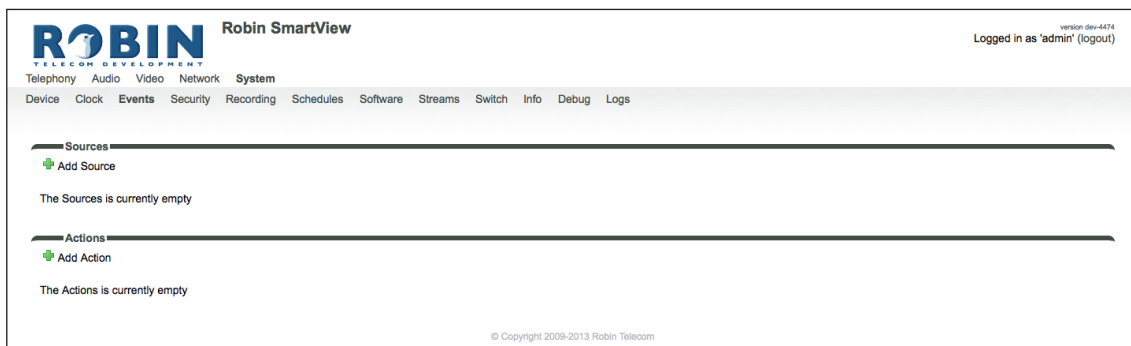 ROBIN
TELECOM DEVELOPMENT
Robin SmartView
version dev-4474
Logged in as 'admin' (logout)
Telephony Audio Video Network System
Device Clock Events Security Recording Schedules Software Streams Switch Info Debug Logs
Sources
Add Source
The Sources is currently empty
Actions
Add Action
The Actions is currently empty
© Copyright 2009-2013 Robin Telecom